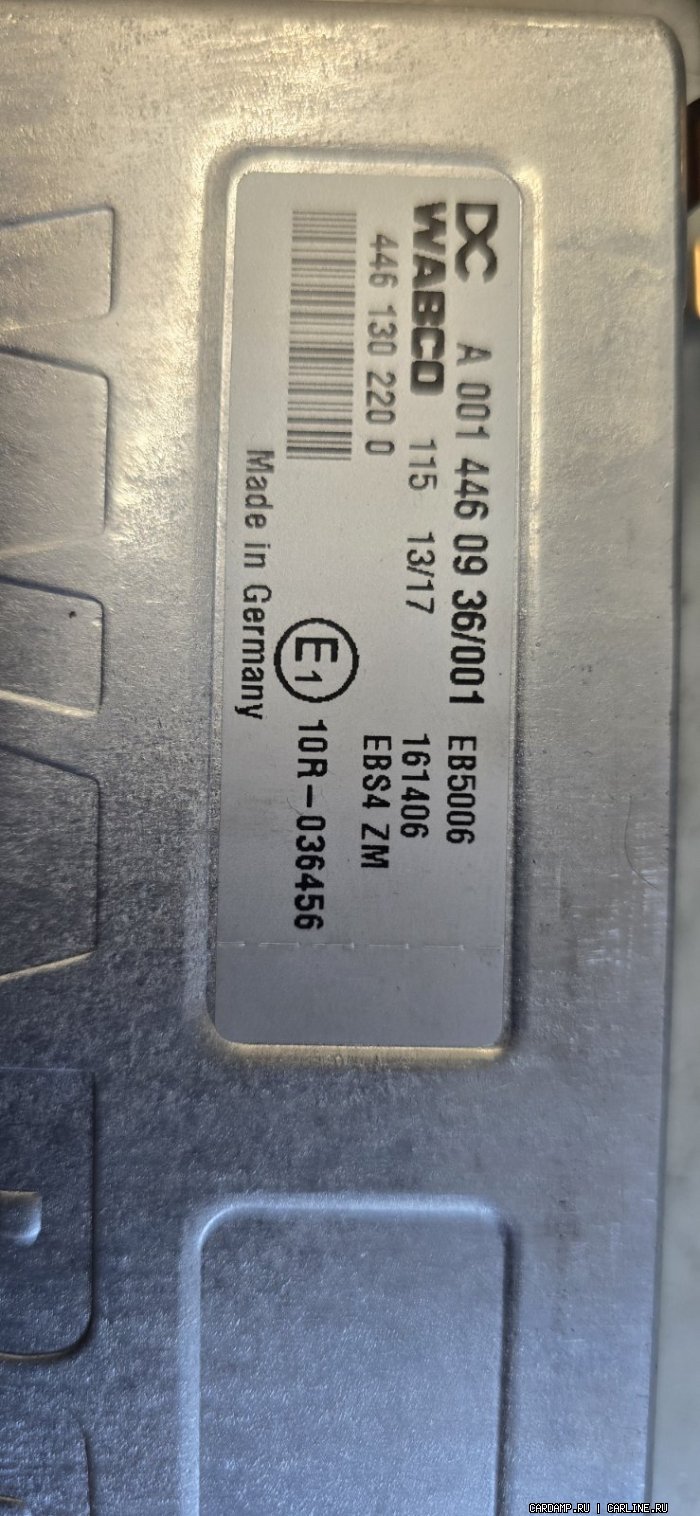 DC A 001 446 09 36/001 EB5006
WABCO 115 13/17 161406
446 130 220 0 EBS4 ZM
E1 10R-036456
Made in Germany
CARDAMP.RU | CARLINE.RU